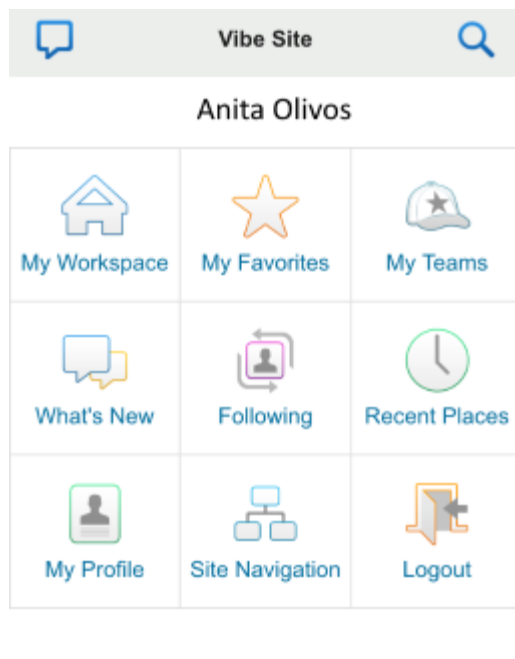 Vibe Site
Anita Olivos
My Workspace
My Favorites
My Teams
What's New
Following
Recent Places
My Profile
Site Navigation
Logout